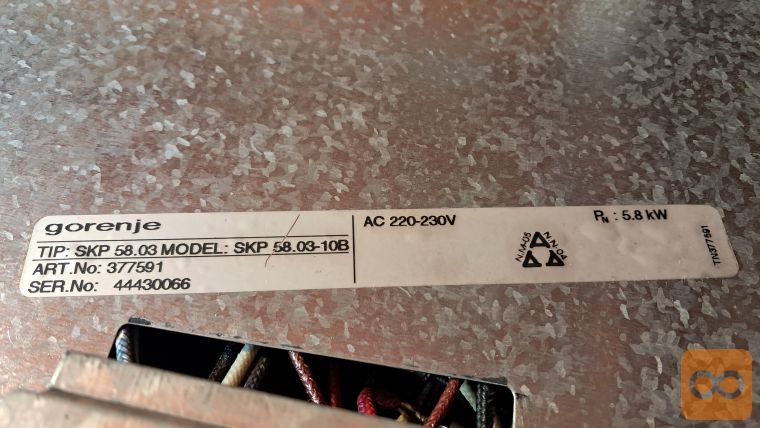 gorenje
TIP: SKP 58.03 MODEL: SKP 58.03-10B
ART.No: 377591
SER.No: 44430066
AC 220-230V
PN : 5.8 kW
TN377591